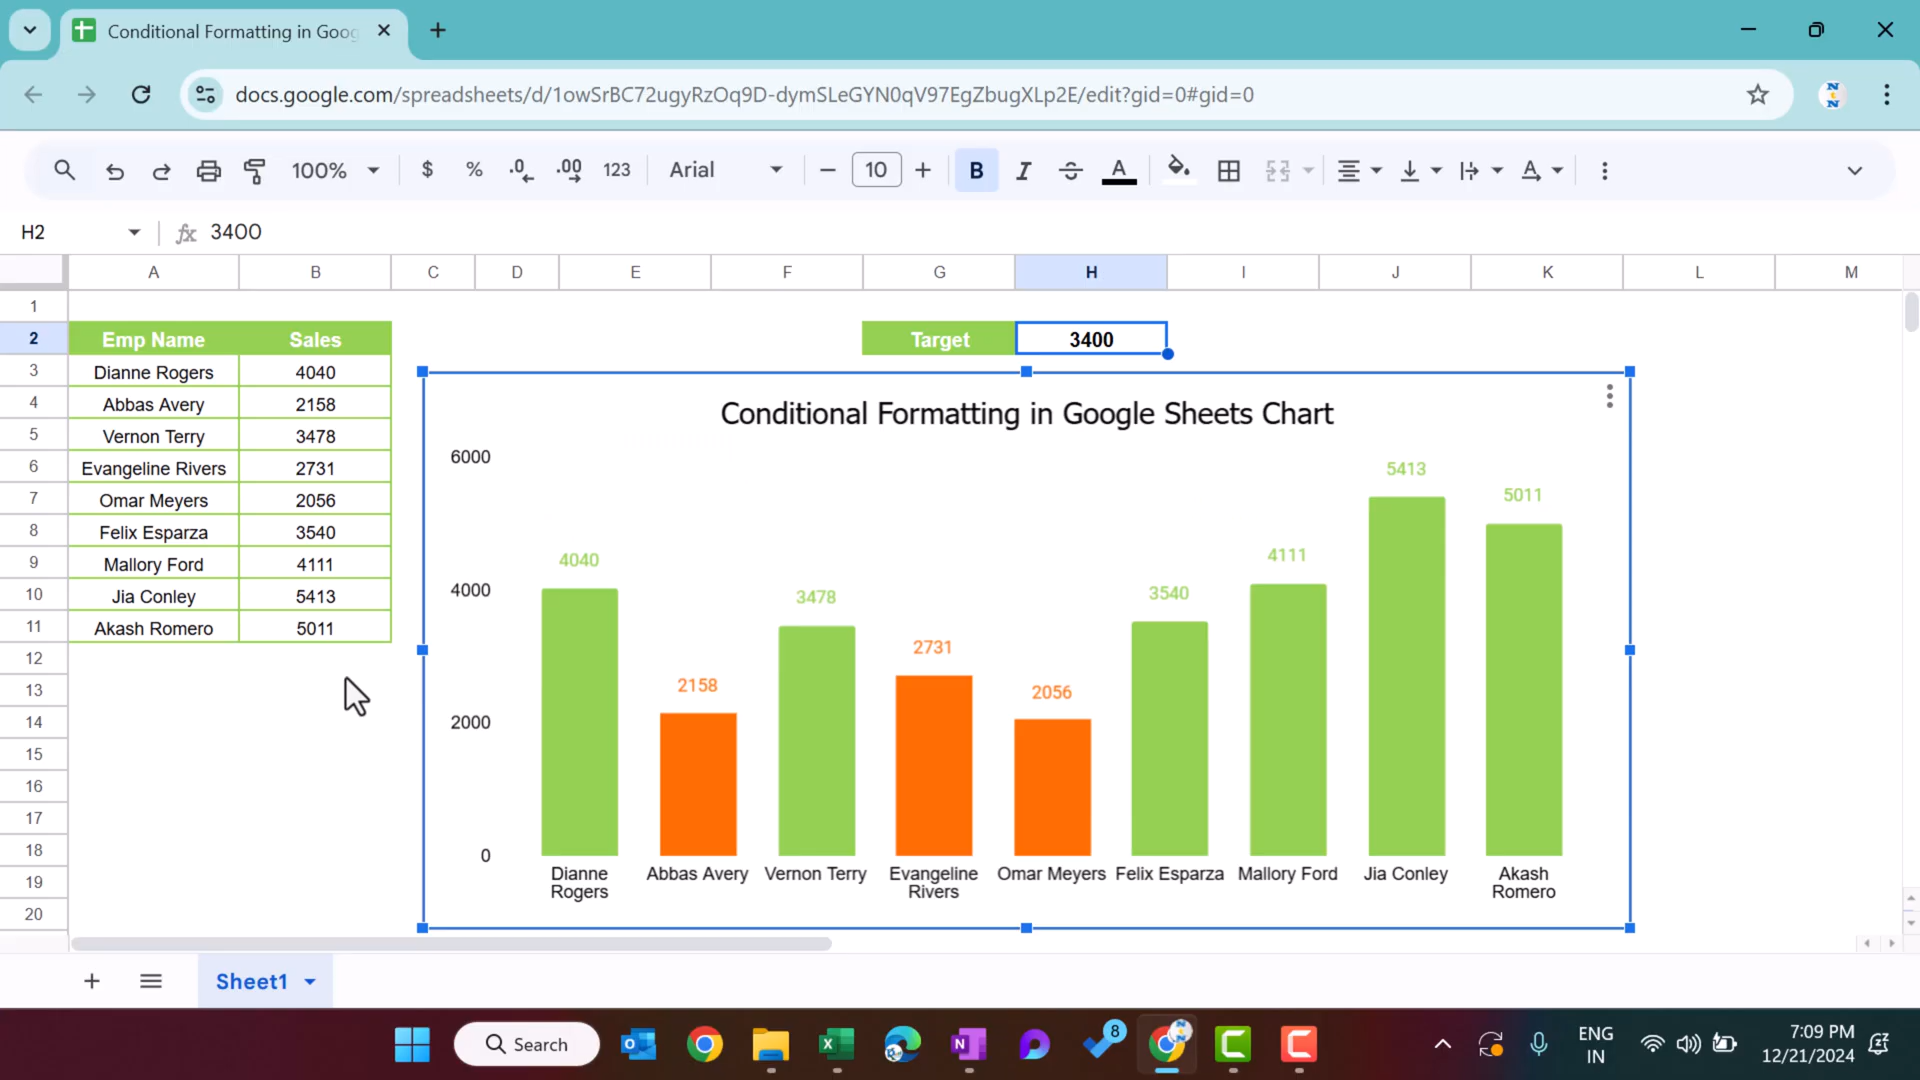 Conditional Formatting in Goog
docs.google.com/spreadsheets/d/1owSrBC72ugyRzOq9D-dymSLeGYN0qV97EgZbugXLp2E/edit?gid=0#gid=0
100% $ % .0 .00 123 Arial 10 B I S A A
H2 fx 3400
A B C D E F G H I J K L M
1
2 Emp Name Sales Target 3400
3 Dianne Rogers 4040
4 Abbas Avery 2158
5 Vernon Terry 3478
6 Evangeline Rivers 2731
7 Omar Meyers 2056
8 Felix Esparza 3540
9 Mallory Ford 4111
10 Jia Conley 5413
11 Akash Romero 5011
12
13
14
15
16
17
18
19
20
Conditional Formatting in Google Sheets Chart
6000
4000
2000
0
4040 2158 3478 2731 2056 3540 4111 5413 5011
Dianne Abbas Avery Vernon Terry Evangeline Omar Meyers Felix Esparza Mallory Ford Jia Conley Akash
Rogers Rivers Romero
Sheet1
Search
8
ENG
IN
7:09 PM
12/21/2024